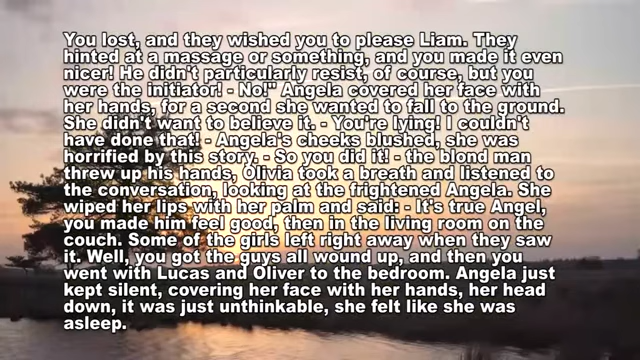 You lost, and they wished you to please Liam. They
hinted at a massage or something, and you made it even
nicer! He didn't particularly resist, of course, but you
were the initiator! - No!" Angela covered her face with
her hands, for a second she wanted to fall to the ground.
She didn't want to believe it. - You're lying! I couldn't
have done that! - Angela's cheeks blushed, she was
horrified by this story. - So you did it! - the blond man
threw up his hands, Olivia took a breath and listened to
the conversation, looking at the frightened Angela. She
wiped her lips with her palm and said: - It's true Angel,
you made him feel good, then in the living room on the
couch. Some of the girls left right away when they saw
it. Well, you got the guys all wound up, and then you
went with Lucas and Oliver to the bedroom. Angela just
kept silent, covering her face with her hands, her head
down, it was just unthinkable, she felt like she was
asleep.